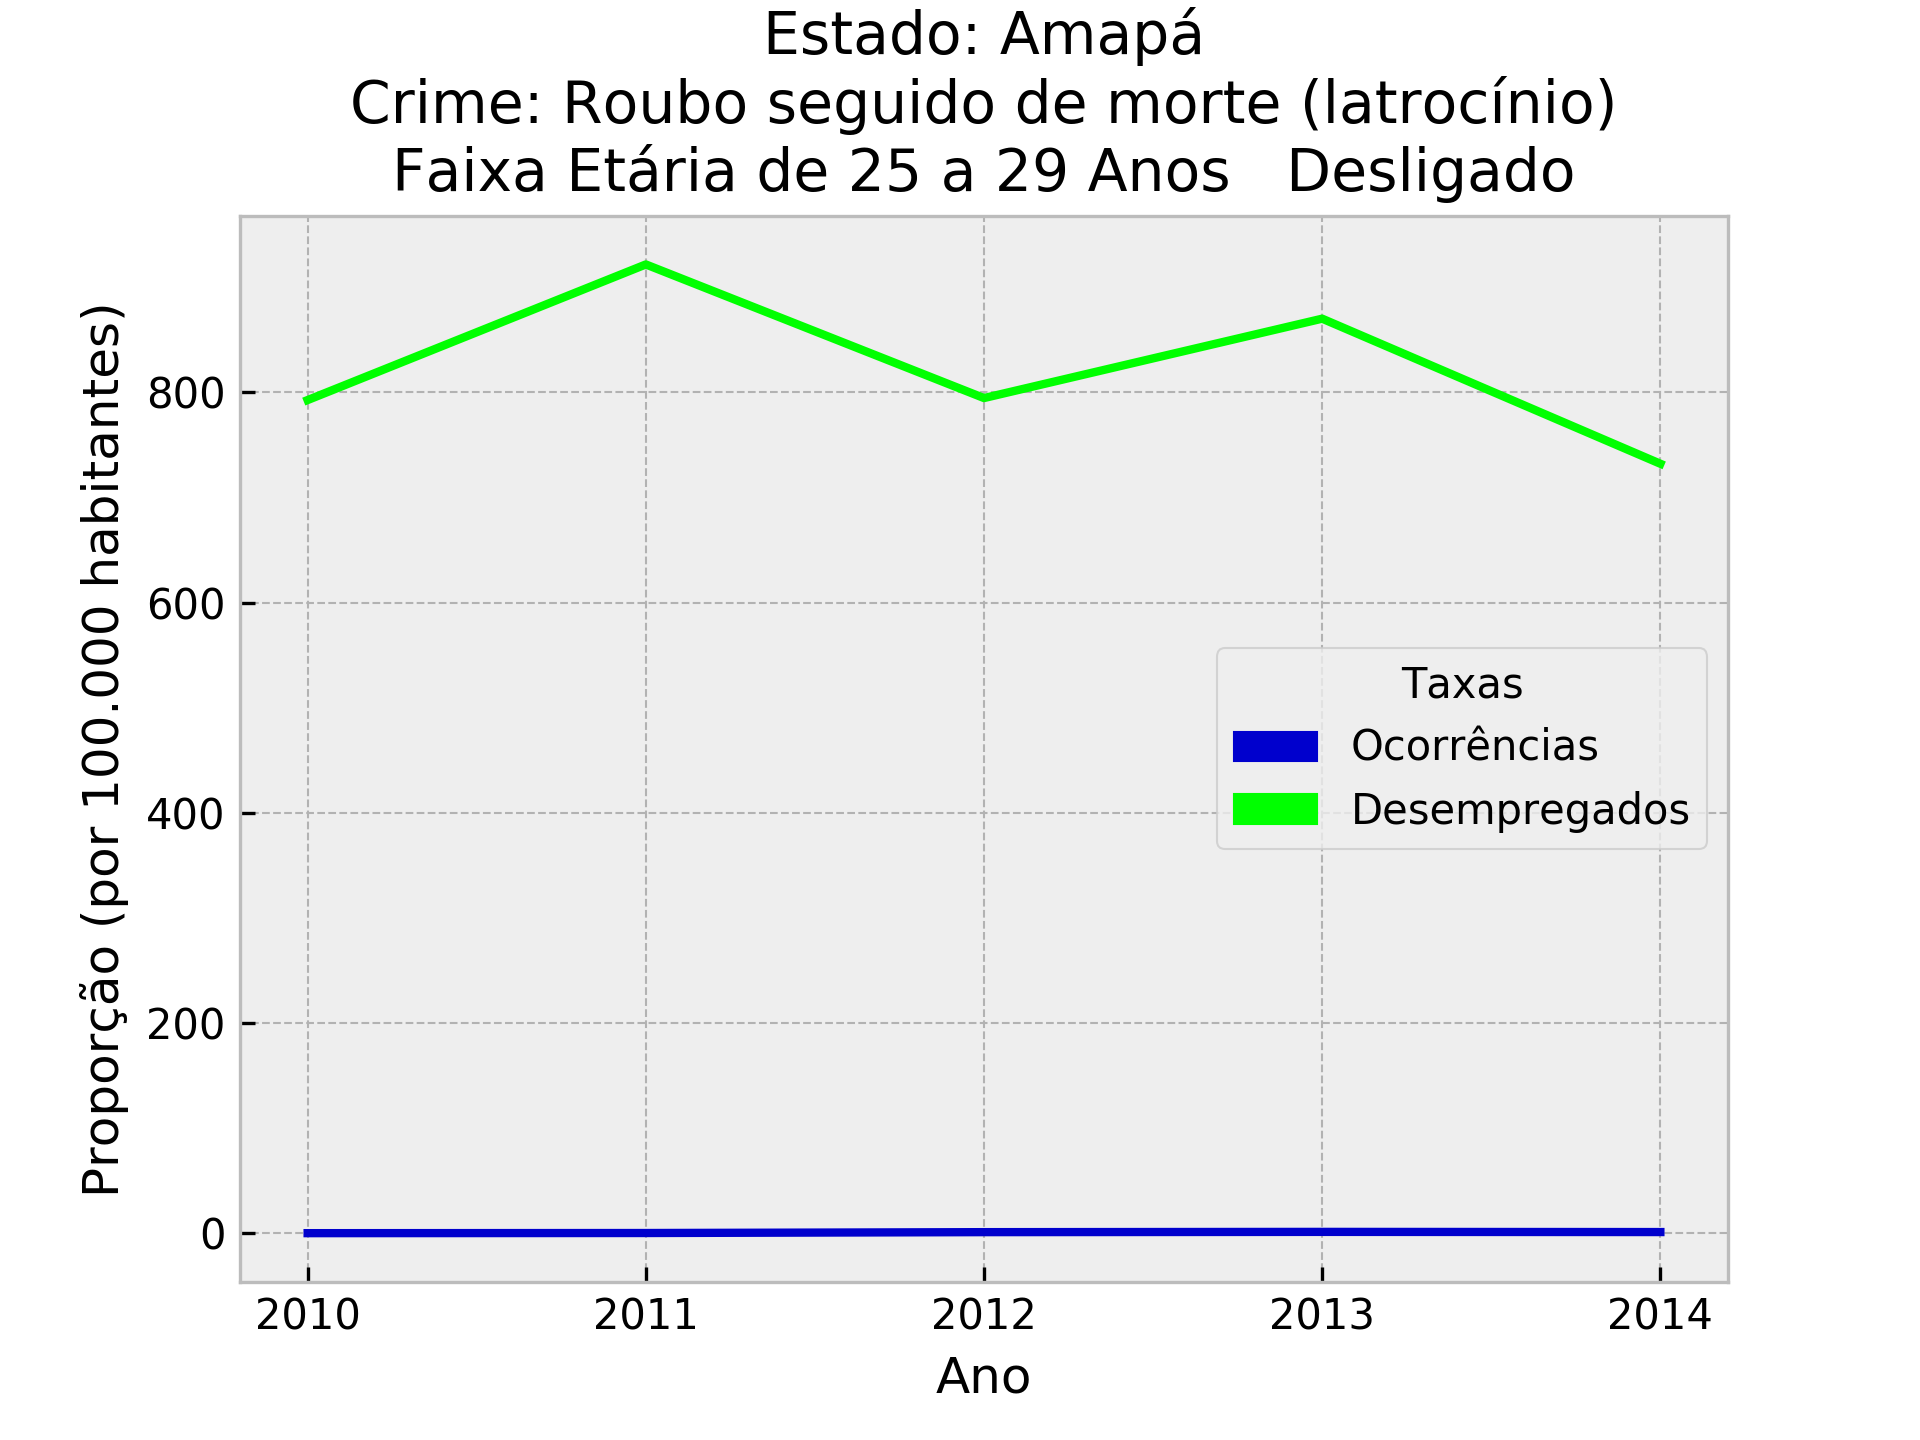 Estado: Amapá
Crime: Roubo seguido de morte (latrocínio)
Faixa Etária de 25 a 29 Anos   Desligado
Proporção (por 100.000 habitantes)
800
600
400
200
0
Taxas
Ocorrências
Desempregados
2010
2011
2012
2013
2014
Ano